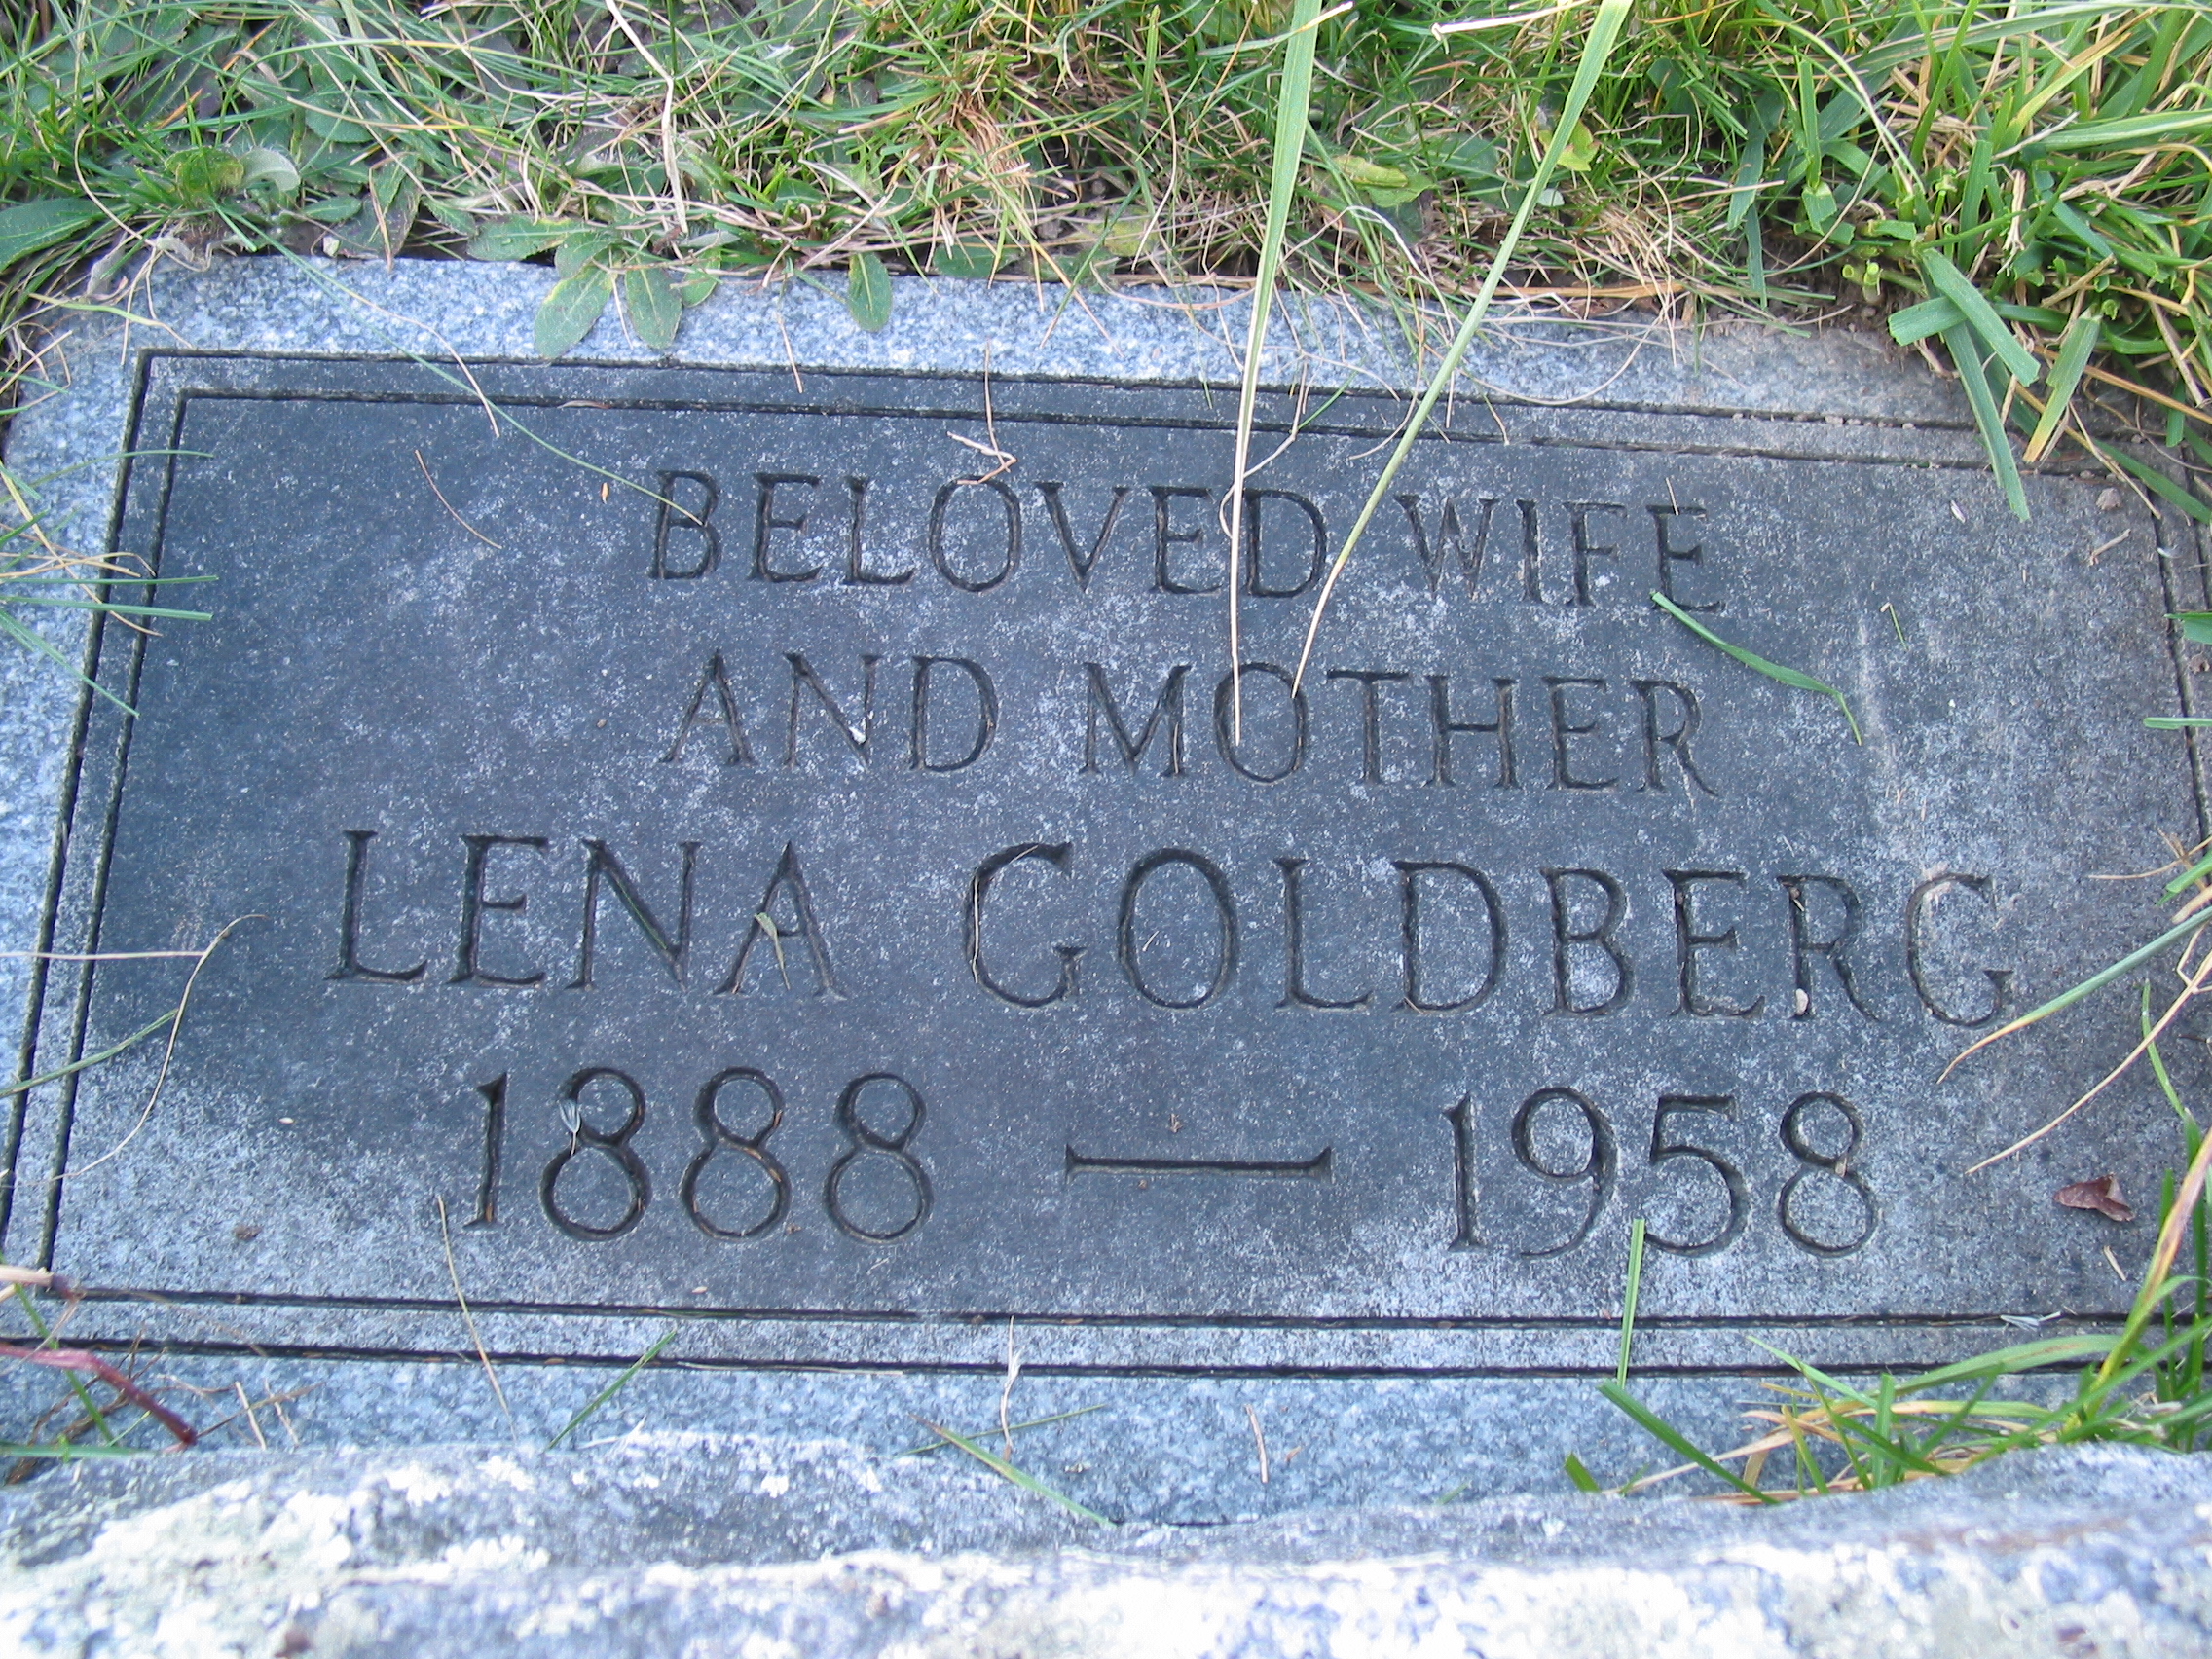 BELOVED WIFE
AND MOTHER
LENA GOLDBERG
1888 — 1958